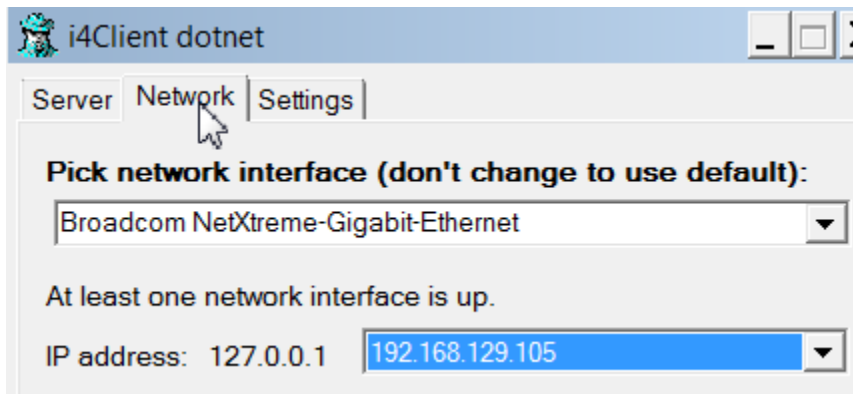 i4Client dotnet
Server Network Settings
Pick network interface (don't change to use default):
Broadcom NetXtreme-Gigabit-Ethernet
At least one network interface is up.
IP address: 127.0.0.1 192.168.129.105